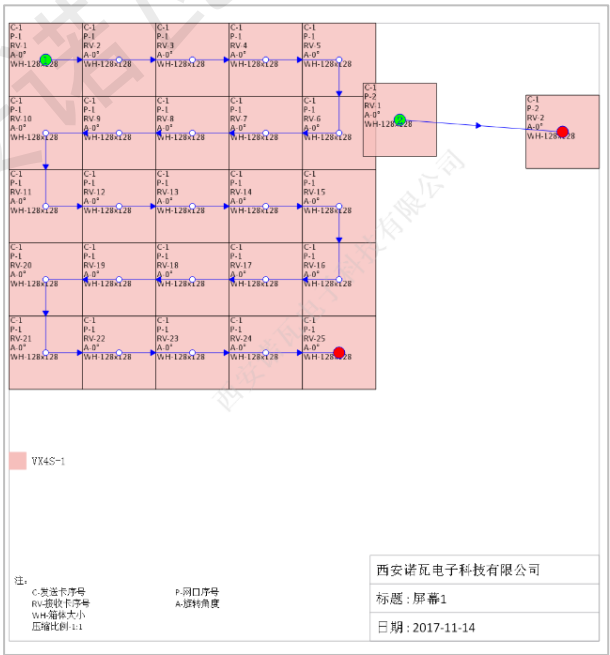 C-1 C-1 C-1 C-1 C-1
P-1 P-1 P-1 P-1 P-1
RV-1 RV-2 RV-3 RV-4 RV-5
A-0° A-0° A-0° A-0° A-0°
WH-128x128 WH-128x128 WH-128x128 WH-128x128 WH-128x128
C-1
P-2
RV-1
A-0°
WH-128x128
C-1
P-2
RV-2
A-0°
WH-128x128
C-1 C-1 C-1 C-1 C-1
P-1 P-1 P-1 P-1 P-1
RV-10 RV-9 RV-8 RV-7 RV-6
A-0° A-0° A-0° A-0° A-0°
WH-128x128 WH-128x128 WH-128x128 WH-128x128 WH-128x128
C-1 C-1 C-1 C-1 C-1
P-1 P-1 P-1 P-1 P-1
RV-11 RV-12 RV-13 RV-14 RV-15
A-0° A-0° A-0° A-0° A-0°
WH-128x128 WH-128x128 WH-128x128 WH-128x128 WH-128x128
C-1 C-1 C-1 C-1 C-1
P-1 P-1 P-1 P-1 P-1
RV-20 RV-19 RV-18 RV-17 RV-16
A-0° A-0° A-0° A-0° A-0°
WH-128x128 WH-128x128 WH-128x128 WH-128x128 WH-128x128
C-1 C-1 C-1 C-1 C-1
P-1 P-1 P-1 P-1 P-1
RV-21 RV-22 RV-23 RV-24 RV-25
A-0° A-0° A-0° A-0° A-0°
WH-128x128 WH-128x128 WH-128x128 WH-128x128 WH-128x128
西安诺瓦电子科技有限公司
VX4S-1
注:
C-发送卡序号 P-网口序号
RV-接收卡序号 A-旋转角度
WH-箱体大小
压缩比例-1:1
西安诺瓦电子科技有限公司
标题 : 屏幕1
日期 : 2017-11-14